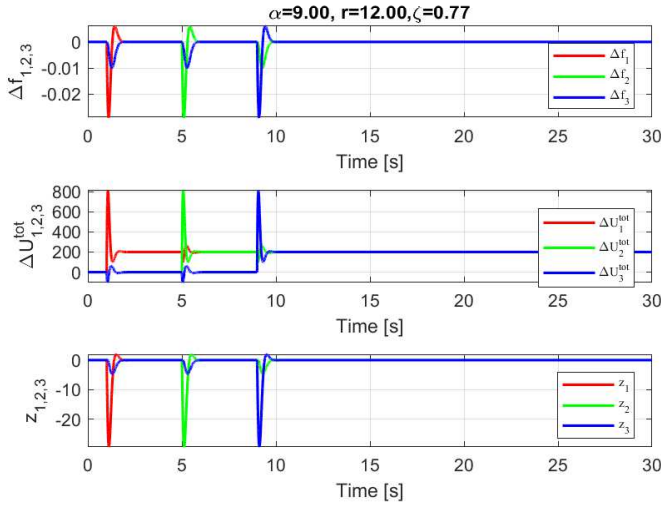 α=9.00, r=12.00,ζ=0.77
Δf1,2,3
0
-0.01
-0.02
Δf1
Δf2
Δf3
0 5 10 15 20 25 30
Time [s]
ΔU1,2,3tot
800
600
400
200
0
ΔU1tot
ΔU2tot
ΔU3tot
0 5 10 15 20 25 30
Time [s]
z1,2,3
0
-10
-20
z1
z2
z3
0 5 10 15 20 25 30
Time [s]